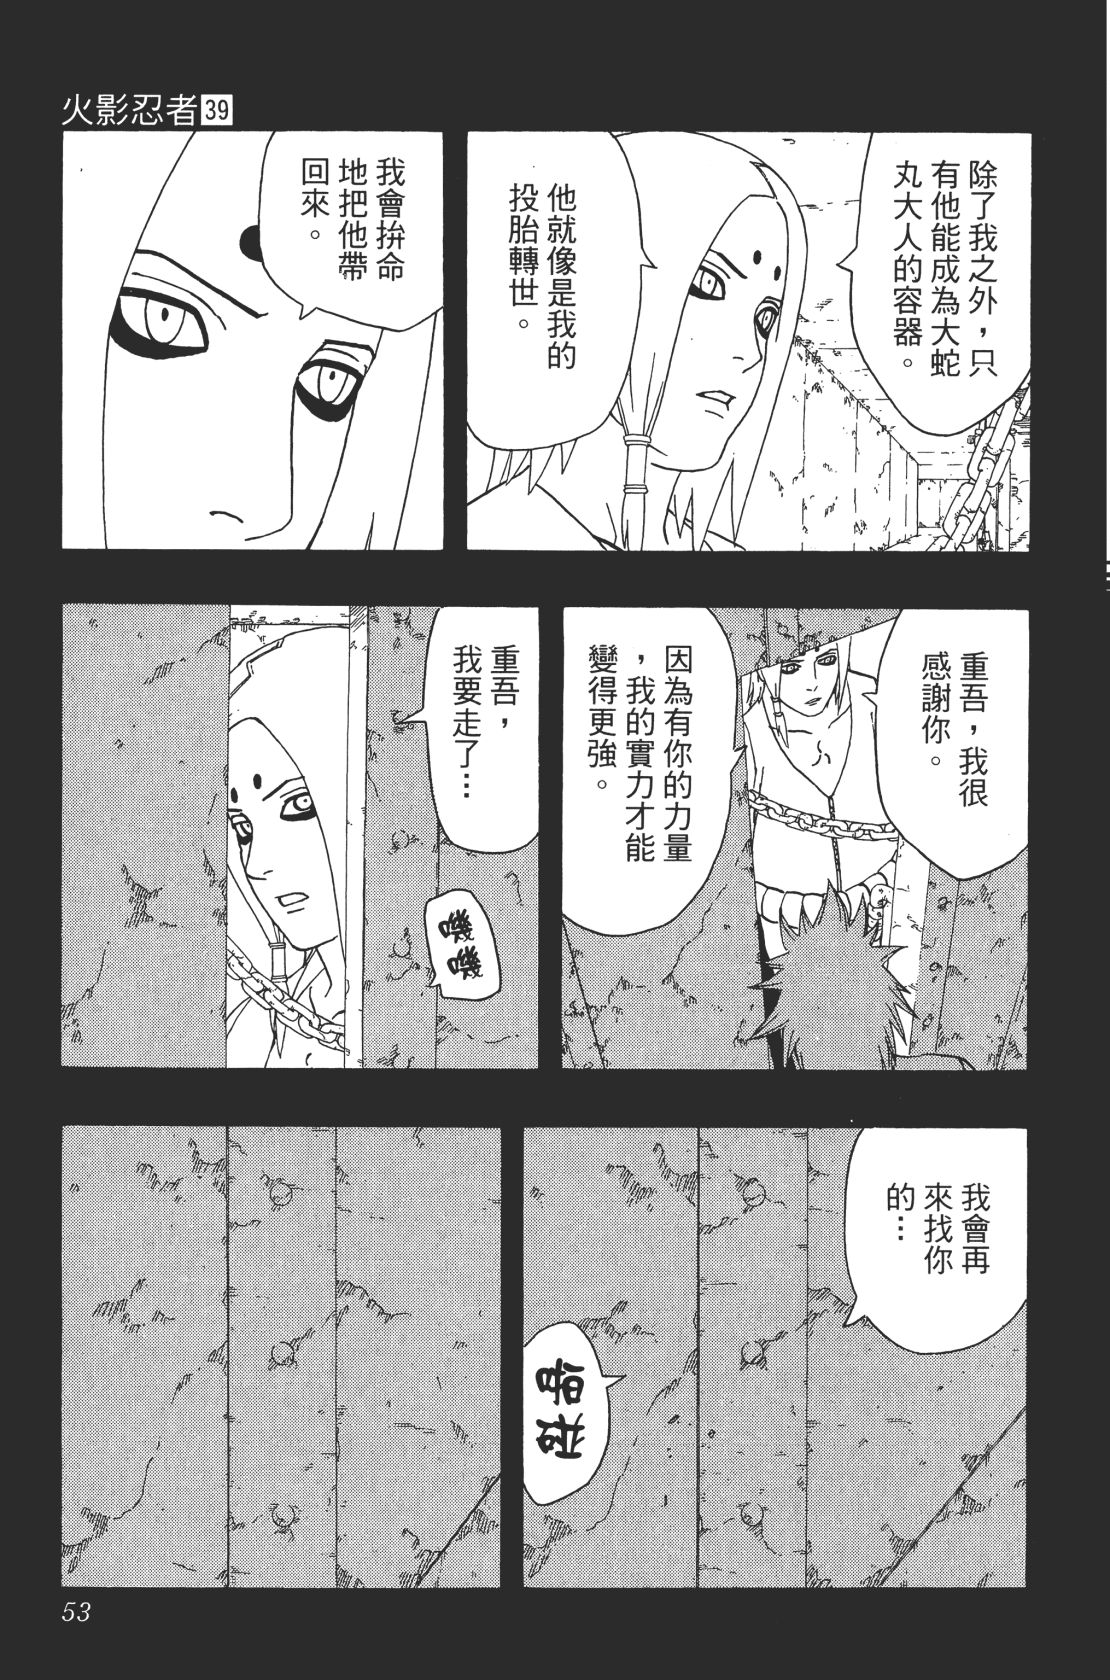 火影忍者39
除了我之外，只
有他能成為大蛇
丸大人的容器。
他就像是我的
投胎轉世。
我會拚命
地把他帶
回來。
重吾，我很
感謝你。
因為有你的力量
，我的實力才能
變得更強。
重吾，
我要走了…
嘰嘰
我會再
來找你
的…
53